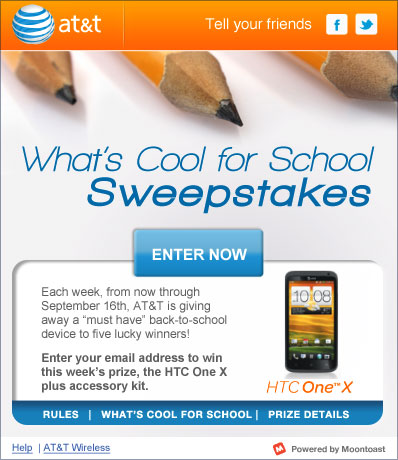 at&t Tell your friends f
What's Cool for School
Sweepstakes
ENTER NOW
Each week, from now through
September 16th, AT&T is giving
away a “must have” back-to-school
device to five lucky winners!
10:08
Enter your email address to win
this week's prize, the HTC One X
plus accessory kit.
HTC One™ X
RULES | WHAT'S COOL FOR SCHOOL | PRIZE DETAILS
Help | AT&T Wireless Powered by Moontoast